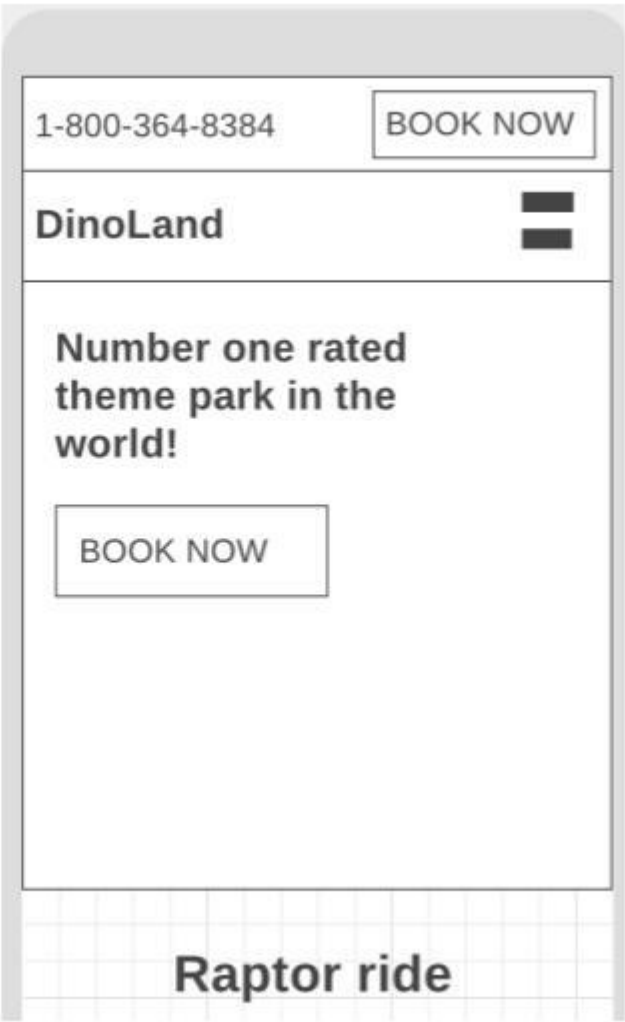 1-800-364-8384
BOOK NOW
DinoLand
Number one rated
theme park in the
world!
BOOK NOW
Raptor ride